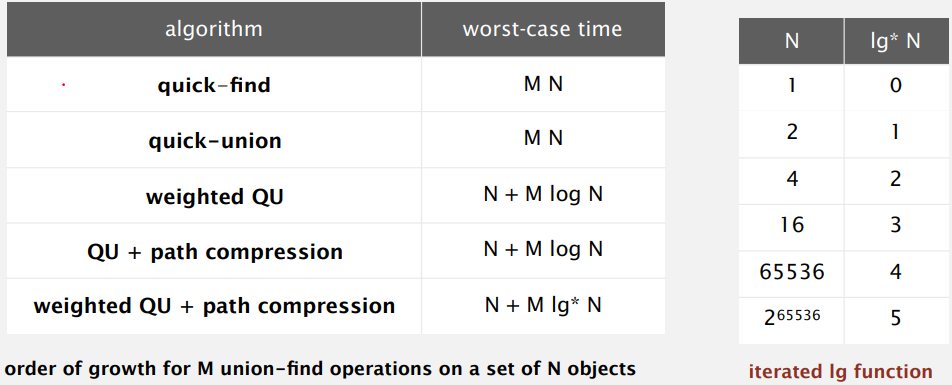 algorithm worst-case time
quick-find M N
quick-union M N
weighted QU N + M log N
QU + path compression N + M log N
weighted QU + path compression N + M lg* N
order of growth for M union-find operations on a set of N objects
N lg* N
1 0
2 1
4 2
16 3
65536 4
2⁶⁵⁵³⁶ 5
iterated lg function